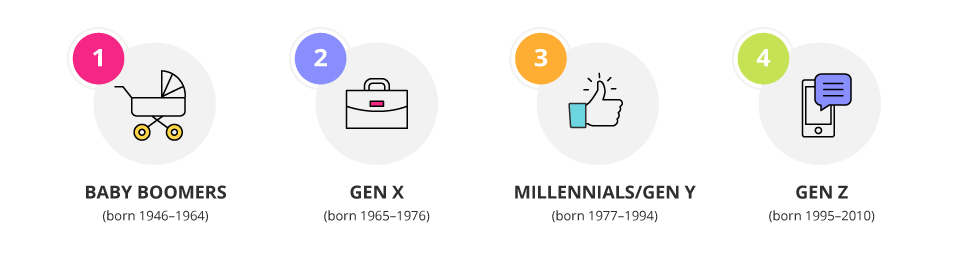 1
BABY BOOMERS
(born 1946–1964)
2
GEN X
(born 1965–1976)
3
MILLENNIALS/GEN Y
(born 1977–1994)
4
GEN Z
(born 1995–2010)